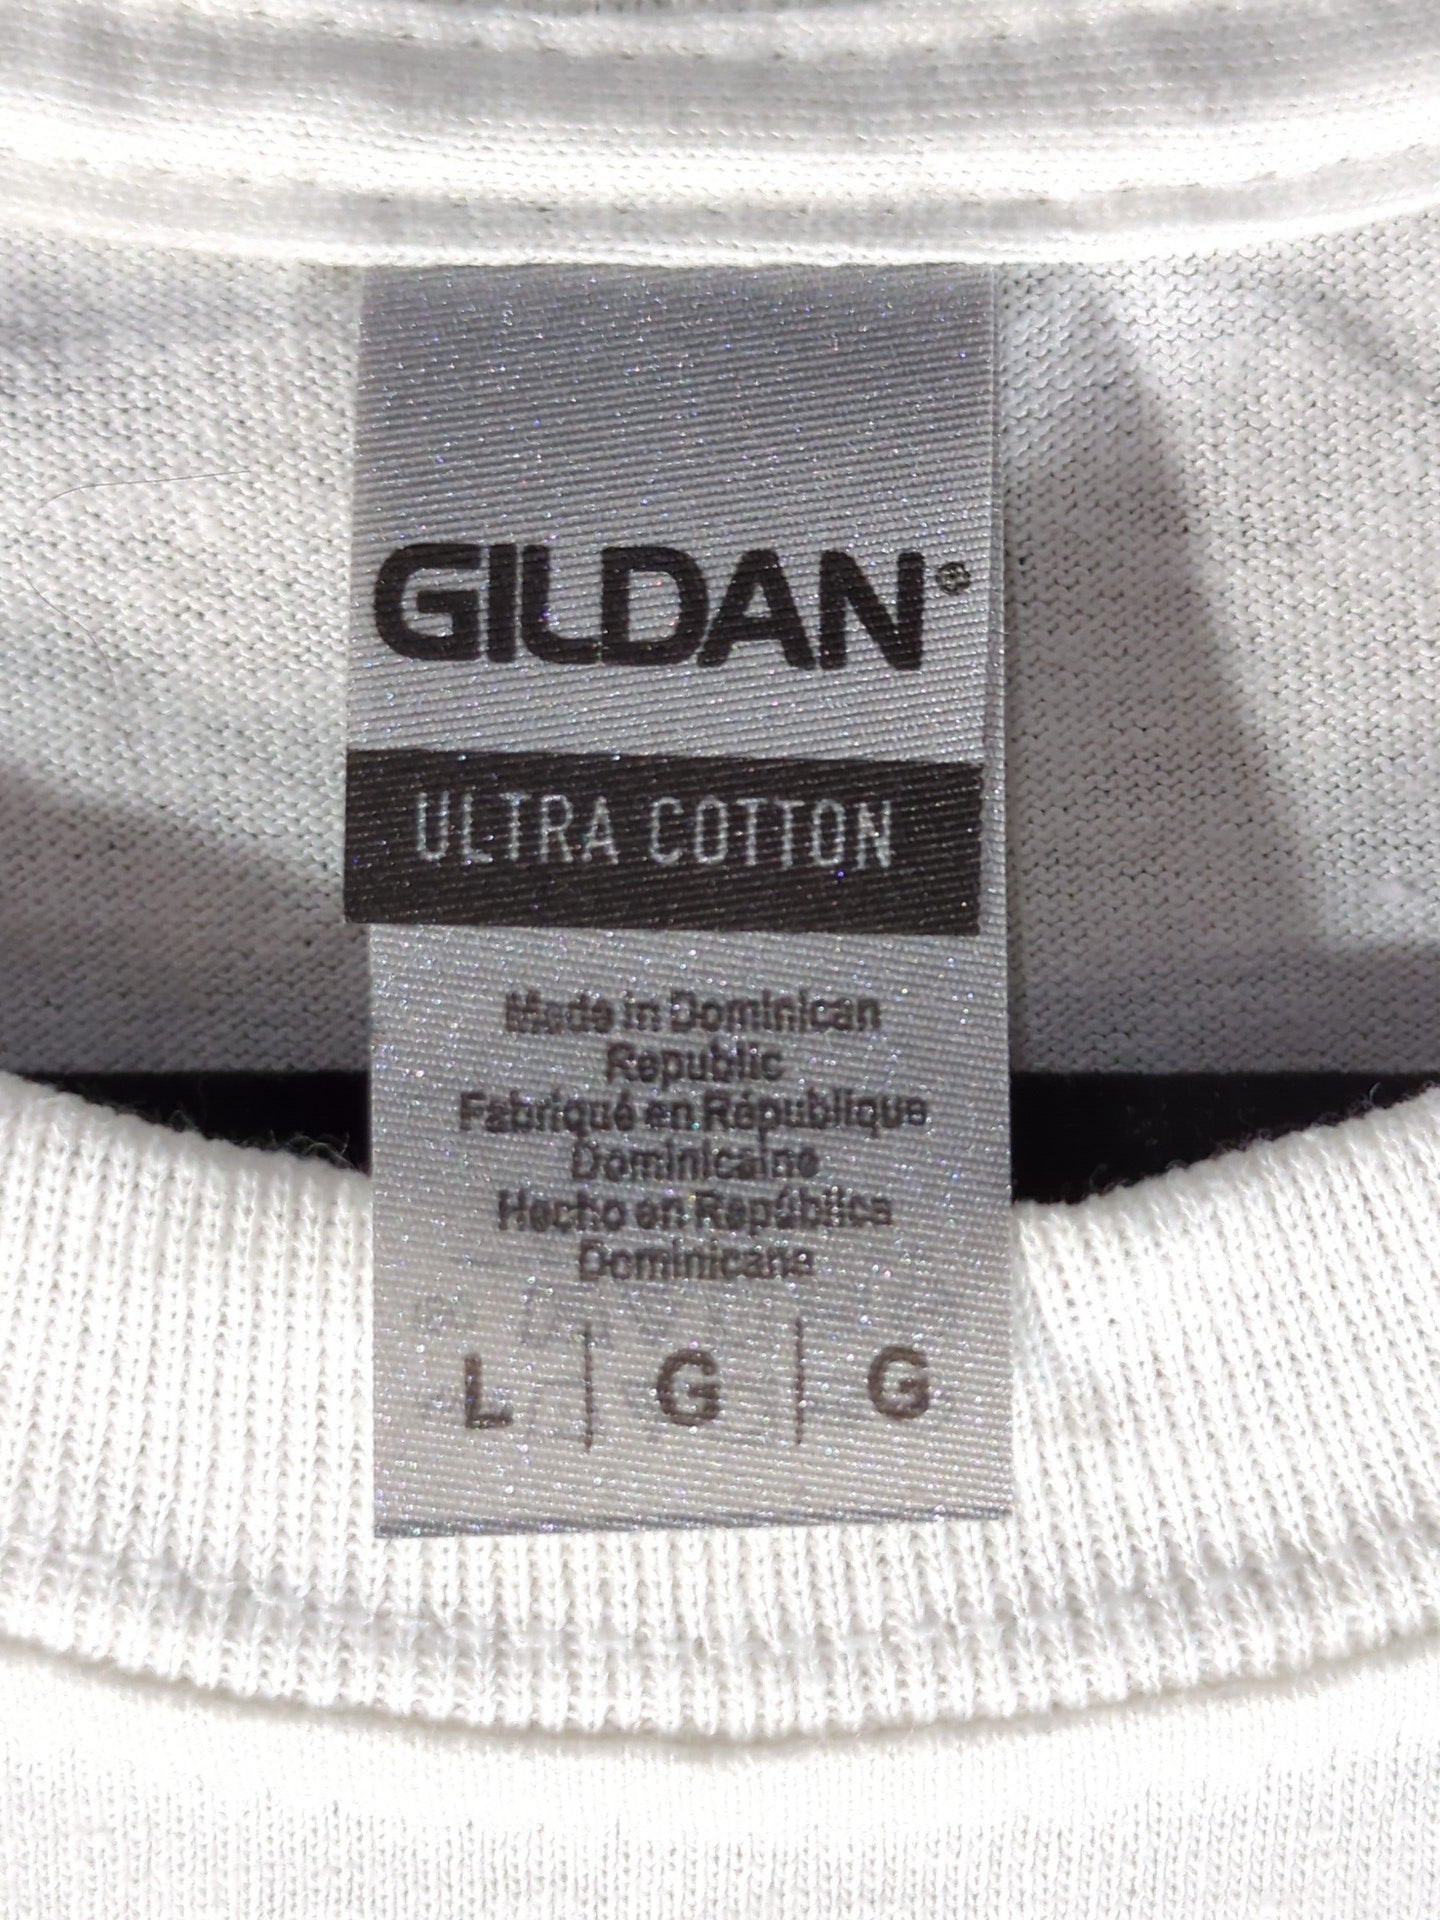 GILDAN®
ULTRA COTTON
Made in Dominican
Republic
Fabriqué en République
Dominicaine
Hecho en República
Dominicana
L | G | G